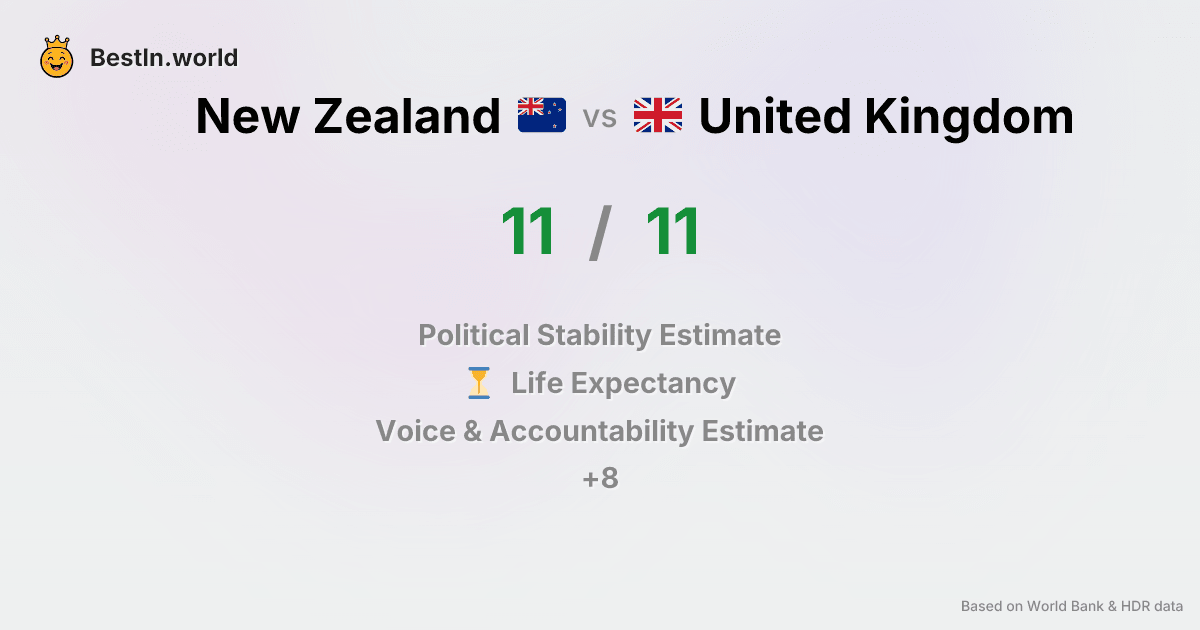 BestIn.world
New Zealand vs United Kingdom
11 / 11
Political Stability Estimate
Life Expectancy
Voice & Accountability Estimate
+8
Based on World Bank & HDR data